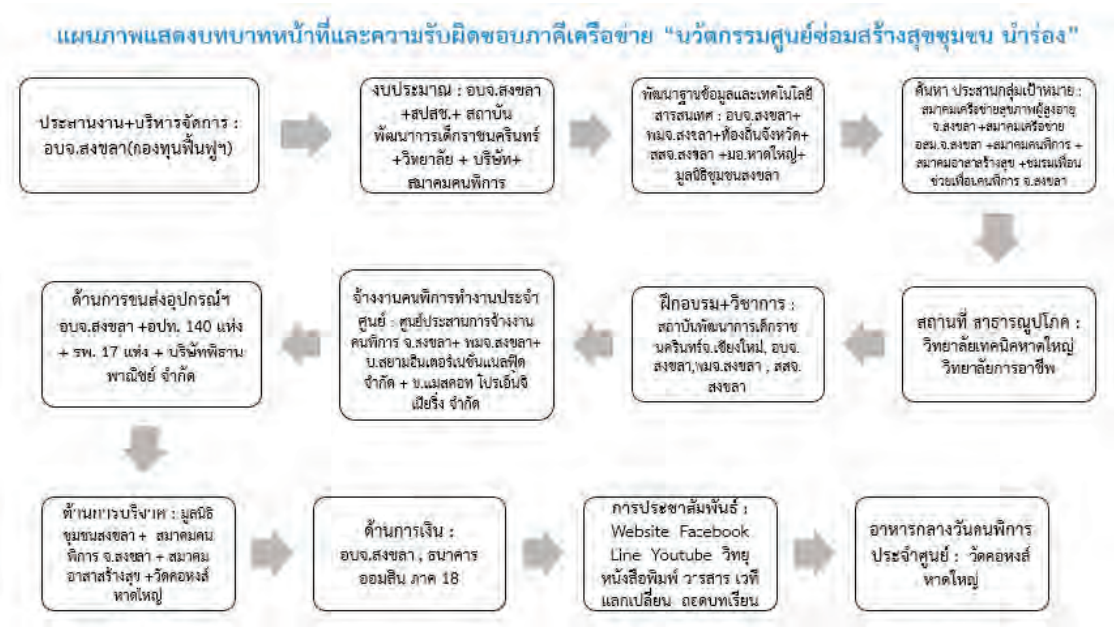 แผนภาพแสดงบทบาทหน้าที่และความรับผิดชอบภาคีเครือข่าย “นวัตกรรมศูนย์ซ่อมสร้างสุขชุมชน นำร่อง”
ประสานงาน+บริหารจัดการ :
อบจ.สงขลา(กองทุนฟื้นฟูฯ)
งบประมาณ : อบจ.สงขลา
+สปสช.+ สถาบัน
พัฒนาการเด็กราชนครินทร์
+วิทยาลัย + บริษัท+
สมาคมคนพิการ
พัฒนาฐานข้อมูลและเทคโนโลยี
สารสนเทศ : อบจ.สงขลา+
พมจ.สงขลา+ท้องถิ่นจังหวัด+
สสจ.สงขลา +มอ.หาดใหญ่+
มูลนิธิชุมชนสงขลา
ค้นหา ประสานกลุ่มเป้าหมาย :
สมาคมเครือข่ายสุขภาพผู้สูงอายุ
จ.สงขลา +สมาคมเครือข่าย
อสม.จ.สงขลา +สมาคมคนพิการ +
สมาคมอาสาสร้างสุข +ชมรมเพื่อน
ช่วยเพื่อนคนพิการ จ.สงขลา
สถานที่ สาธารณูปโภค :
วิทยาลัยเทคนิคหาดใหญ่
วิทยาลัยการอาชีพ
ฝึกอบรม+วิชาการ :
สถาบันพัฒนาการเด็กราช
นครินทร์จ.เชียงใหม่, อบจ.
สงขลา,พมจ.สงขลา , สสจ.
สงขลา
จ้างงานคนพิการทำงานประจำ
ศูนย์ : ศูนย์ประสานการจ้างงาน
คนพิการ จ.สงขลา+ พมจ.สงขลา+
บ.สยามอินเตอร์เนชั่นแนลฟู้ด
จำกัด + บ.แมสคอท โปรเอ็นจิ
เนียริ่ง จำกัด
ด้านการขนส่งอุปกรณ์ฯ
อบจ.สงขลา +อปท. 140 แห่ง
+ รพ. 17 แห่ง + บริษัทพิธาน
พาณิชย์ จำกัด
ด้านการบริจาค : มูลนิธิ
ชุมชนสงขลา + สมาคมคน
พิการ จ.สงขลา + สมาคม
อาสาสร้างสุข +วัดคอหงส์
หาดใหญ่
ด้านการเงิน :
อบจ.สงขลา , ธนาคาร
ออมสิน ภาค 18
การประชาสัมพันธ์ :
Website Facebook
Line Youtube วิทยุ
หนังสือพิมพ์ วารสาร เวที
แลกเปลี่ยน ถอดบทเรียน
อาหารกลางวันคนพิการ
ประจำศูนย์ : วัดคอหงส์
หาดใหญ่